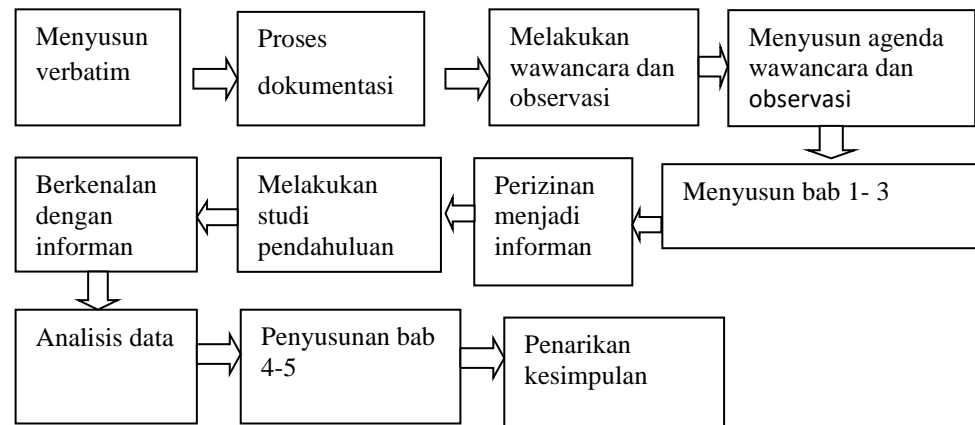 Menyusun
verbatim
Proses
dokumentasi
Melakukan
wawancara dan
observasi
Menyusun agenda
wawancara dan
observasi
Berkenalan
dengan
informan
Melakukan
studi
pendahuluan
Perizinan
menjadi
informan
Menyusun bab 1- 3
Analisis data
Penyusunan bab
4-5
Penarikan
kesimpulan